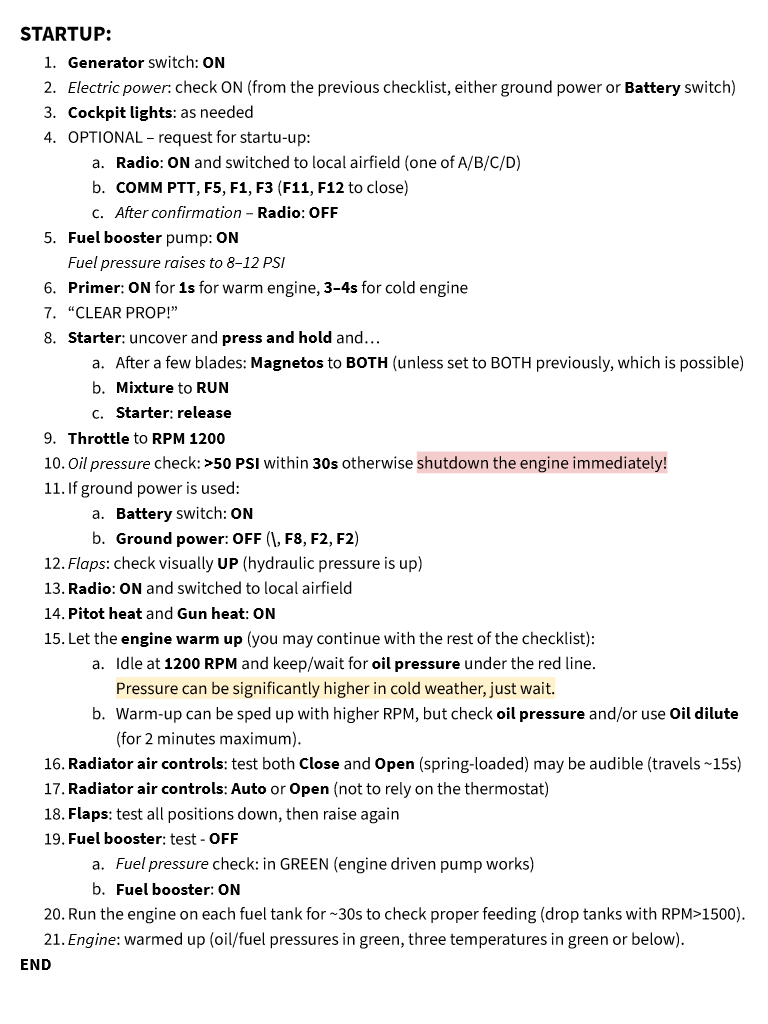 STARTUP:
1. Generator switch: ON
2. Electric power: check ON (from the previous checklist, either ground power or Battery switch)
3. Cockpit lights: as needed
4. OPTIONAL – request for startu-up:
a. Radio: ON and switched to local airfield (one of A/B/C/D)
b. COMM PTT, F5, F1, F3 (F11, F12 to close)
c. After confirmation – Radio: OFF
5. Fuel booster pump: ON
Fuel pressure raises to 8–12 PSI
6. Primer: ON for 1s for warm engine, 3–4s for cold engine
7. “CLEAR PROP!”
8. Starter: uncover and press and hold and…
a. After a few blades: Magnetos to BOTH (unless set to BOTH previously, which is possible)
b. Mixture to RUN
c. Starter: release
9. Throttle to RPM 1200
10. Oil pressure check: >50 PSI within 30s otherwise shutdown the engine immediately!
11. If ground power is used:
a. Battery switch: ON
b. Ground power: OFF (\, F8, F2, F2)
12. Flaps: check visually UP (hydraulic pressure is up)
13. Radio: ON and switched to local airfield
14. Pitot heat and Gun heat: ON
15. Let the engine warm up (you may continue with the rest of the checklist):
a. Idle at 1200 RPM and keep/wait for oil pressure under the red line.
Pressure can be significantly higher in cold weather, just wait.
b. Warm-up can be sped up with higher RPM, but check oil pressure and/or use Oil dilute
(for 2 minutes maximum).
16. Radiator air controls: test both Close and Open (spring-loaded) may be audible (travels ~15s)
17. Radiator air controls: Auto or Open (not to rely on the thermostat)
18. Flaps: test all positions down, then raise again
19. Fuel booster: test - OFF
a. Fuel pressure check: in GREEN (engine driven pump works)
b. Fuel booster: ON
20. Run the engine on each fuel tank for ~30s to check proper feeding (drop tanks with RPM>1500).
21. Engine: warmed up (oil/fuel pressures in green, three temperatures in green or below).
END